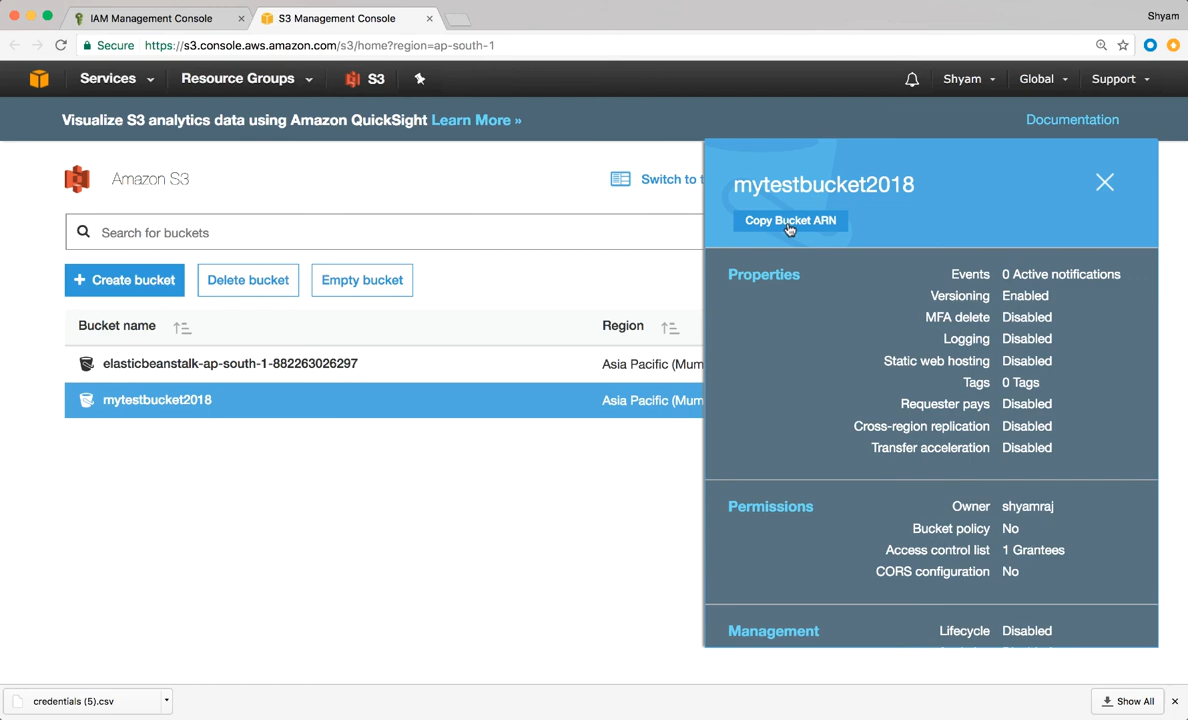 IAM Management Console
S3 Management Console
Shyam
Secure https://s3.console.aws.amazon.com/s3/home?region=ap-south-1
Services Resource Groups S3 Shyam Global Support
Visualize S3 analytics data using Amazon QuickSight Learn More » Documentation
Amazon S3
Switch to t
Search for buckets
+ Create bucket Delete bucket Empty bucket
Bucket name Region
elasticbeanstalk-ap-south-1-882263026297 Asia Pacific (Mum
mytestbucket2018 Asia Pacific (Mum
mytestbucket2018
Copy Bucket ARN
Properties Events 0 Active notifications
Versioning Enabled
MFA delete Disabled
Logging Disabled
Static web hosting Disabled
Tags 0 Tags
Requester pays Disabled
Cross-region replication Disabled
Transfer acceleration Disabled
Permissions Owner shyamraj
Bucket policy No
Access control list 1 Grantees
CORS configuration No
Management Lifecycle Disabled
credentials (5).csv Show All